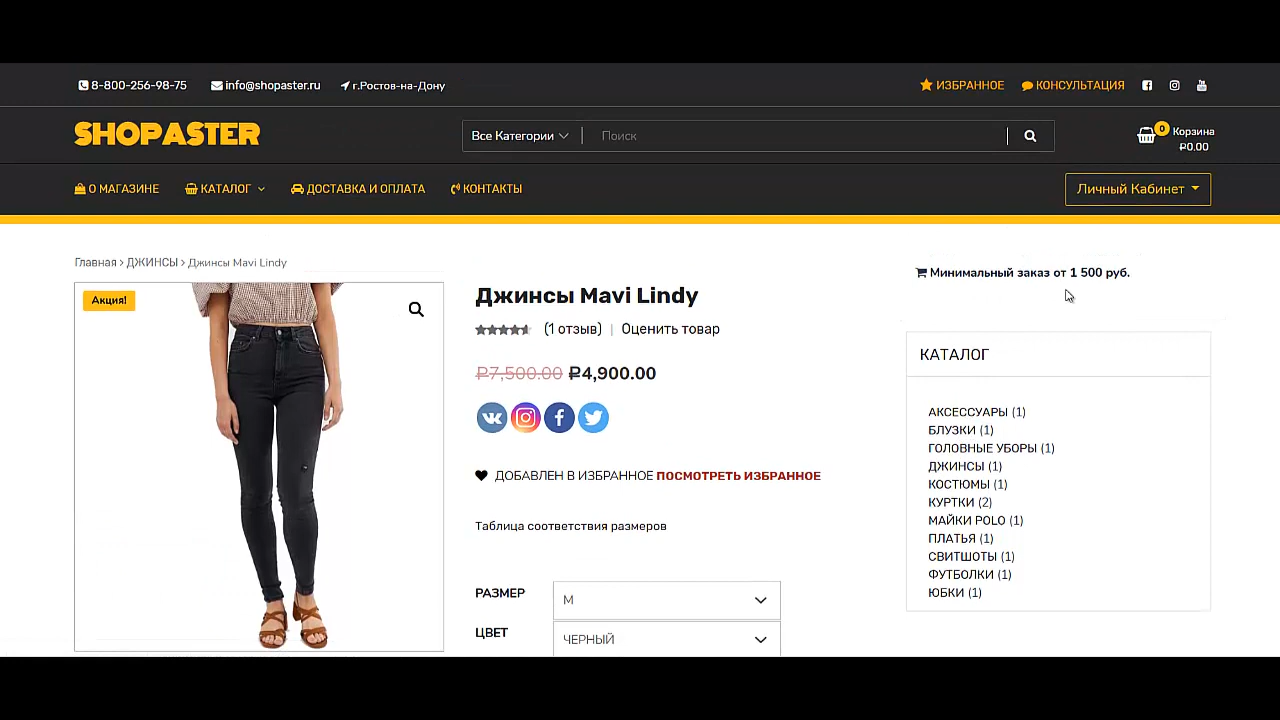 8-800-256-98-75 info@shopaster.ru г.Ростов-на-Дону ИЗБРАННОЕ КОНСУЛЬТАЦИЯ
SHOPASTER
Все Категории Поиск
0 Корзина
₽0.00
О МАГАЗИНЕ КАТАЛОГ ДОСТАВКА И ОПЛАТА КОНТАКТЫ Личный Кабинет
Главная > ДЖИНСЫ > Джинсы Mavi Lindy
Акция!
Джинсы Mavi Lindy
(1 отзыв) | Оценить товар
₽7,500.00 ₽4,900.00
ДОБАВЛЕН В ИЗБРАННОЕ ПОСМОТРЕТЬ ИЗБРАННОЕ
Таблица соответствия размеров
РАЗМЕР M
ЦВЕТ ЧЕРНЫЙ
Минимальный заказ от 1 500 руб.
КАТАЛОГ
АКСЕССУАРЫ (1)
БЛУЗКИ (1)
ГОЛОВНЫЕ УБОРЫ (1)
ДЖИНСЫ (1)
КОСТЮМЫ (1)
КУРТКИ (2)
МАЙКИ POLO (1)
ПЛАТЬЯ (1)
СВИТШОТЫ (1)
ФУТБОЛКИ (1)
ЮБКИ (1)